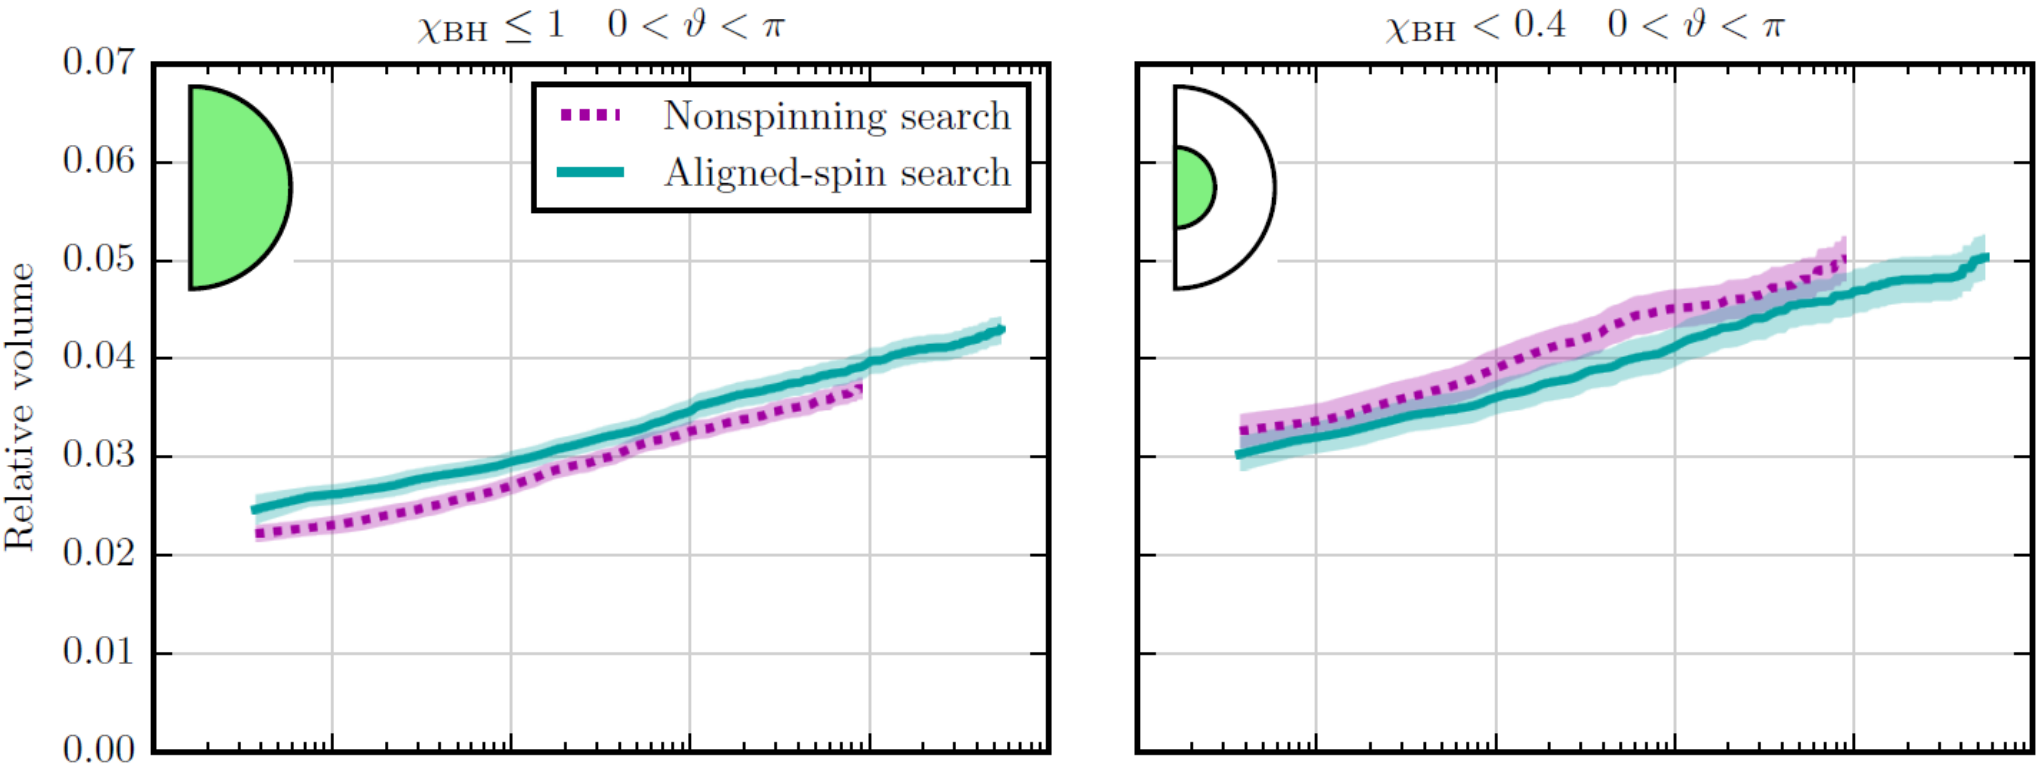 χBH ≤ 1 0 < ϑ < π
χBH < 0.4 0 < ϑ < π
0.07
0.06
0.05
0.04
0.03
0.02
0.01
0.00
Relative volume
Nonspinning search
Aligned-spin search